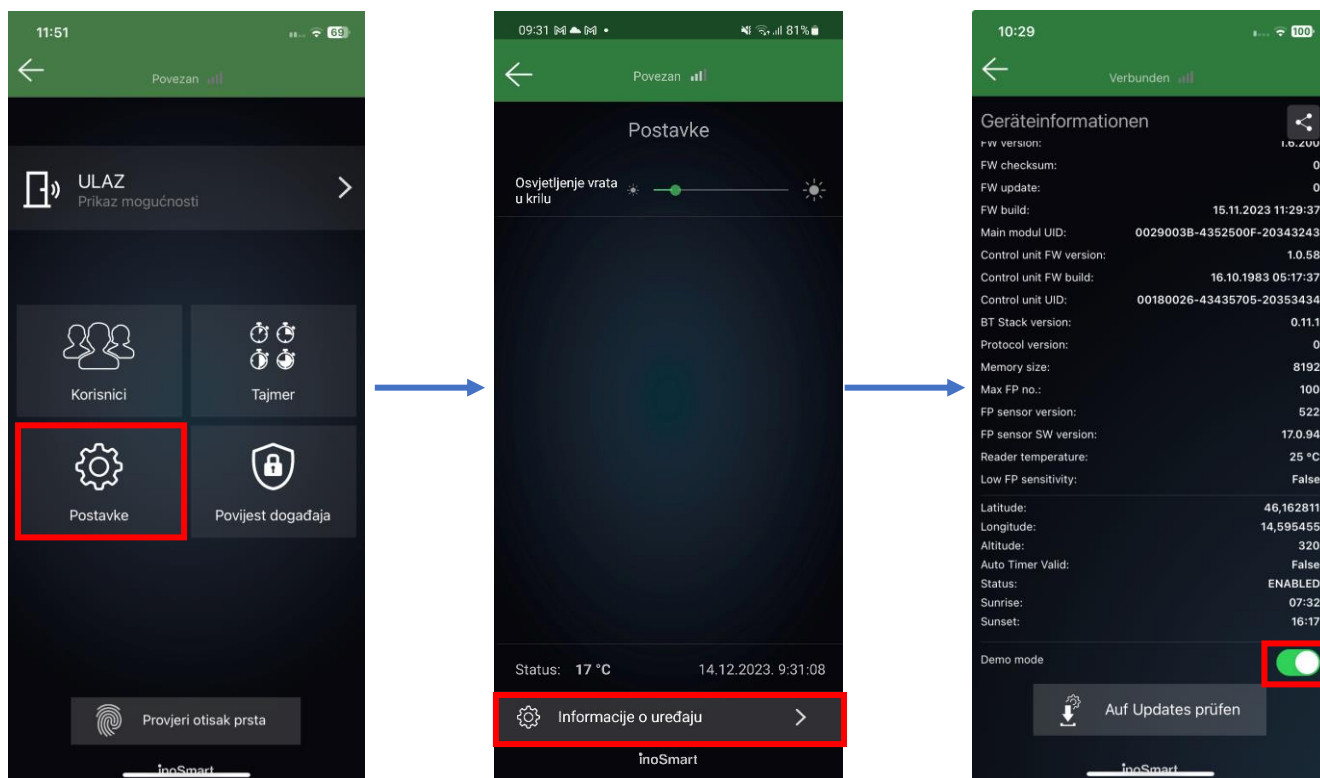 11:51
69
Povezan
ULAZ
Prikaz mogućnosti
Korisnici
Tajmer
Postavke
Povijest događaja
Provjeri otisak prsta
inoSmart
09:31
81%
Povezan
Postavke
Osvjetljenje vrata
u krilu
Status: 17 °C 14.12.2023. 9:31:08
Informacije o uređaju
inoSmart
10:29
100
Verbunden
Geräteinformationen
FW version: 1.6.200
FW checksum: 0
FW update: 0
FW build: 15.11.2023 11:29:37
Main modul UID: 0029003B-4352500F-20343243
Control unit FW version: 1.0.58
Control unit FW build: 16.10.1983 05:17:37
Control unit UID: 00180026-43435705-20353434
BT Stack version: 0.11.1
Protocol version: 0
Memory size: 8192
Max FP no.: 100
FP sensor version: 522
FP sensor SW version: 17.0.94
Reader temperature: 25 °C
Low FP sensitivity: False
Latitude: 46,162811
Longitude: 14,595455
Altitude: 320
Auto Timer Valid: False
Status: ENABLED
Sunrise: 07:32
Sunset: 16:17
Demo mode
Auf Updates prüfen
inoSmart